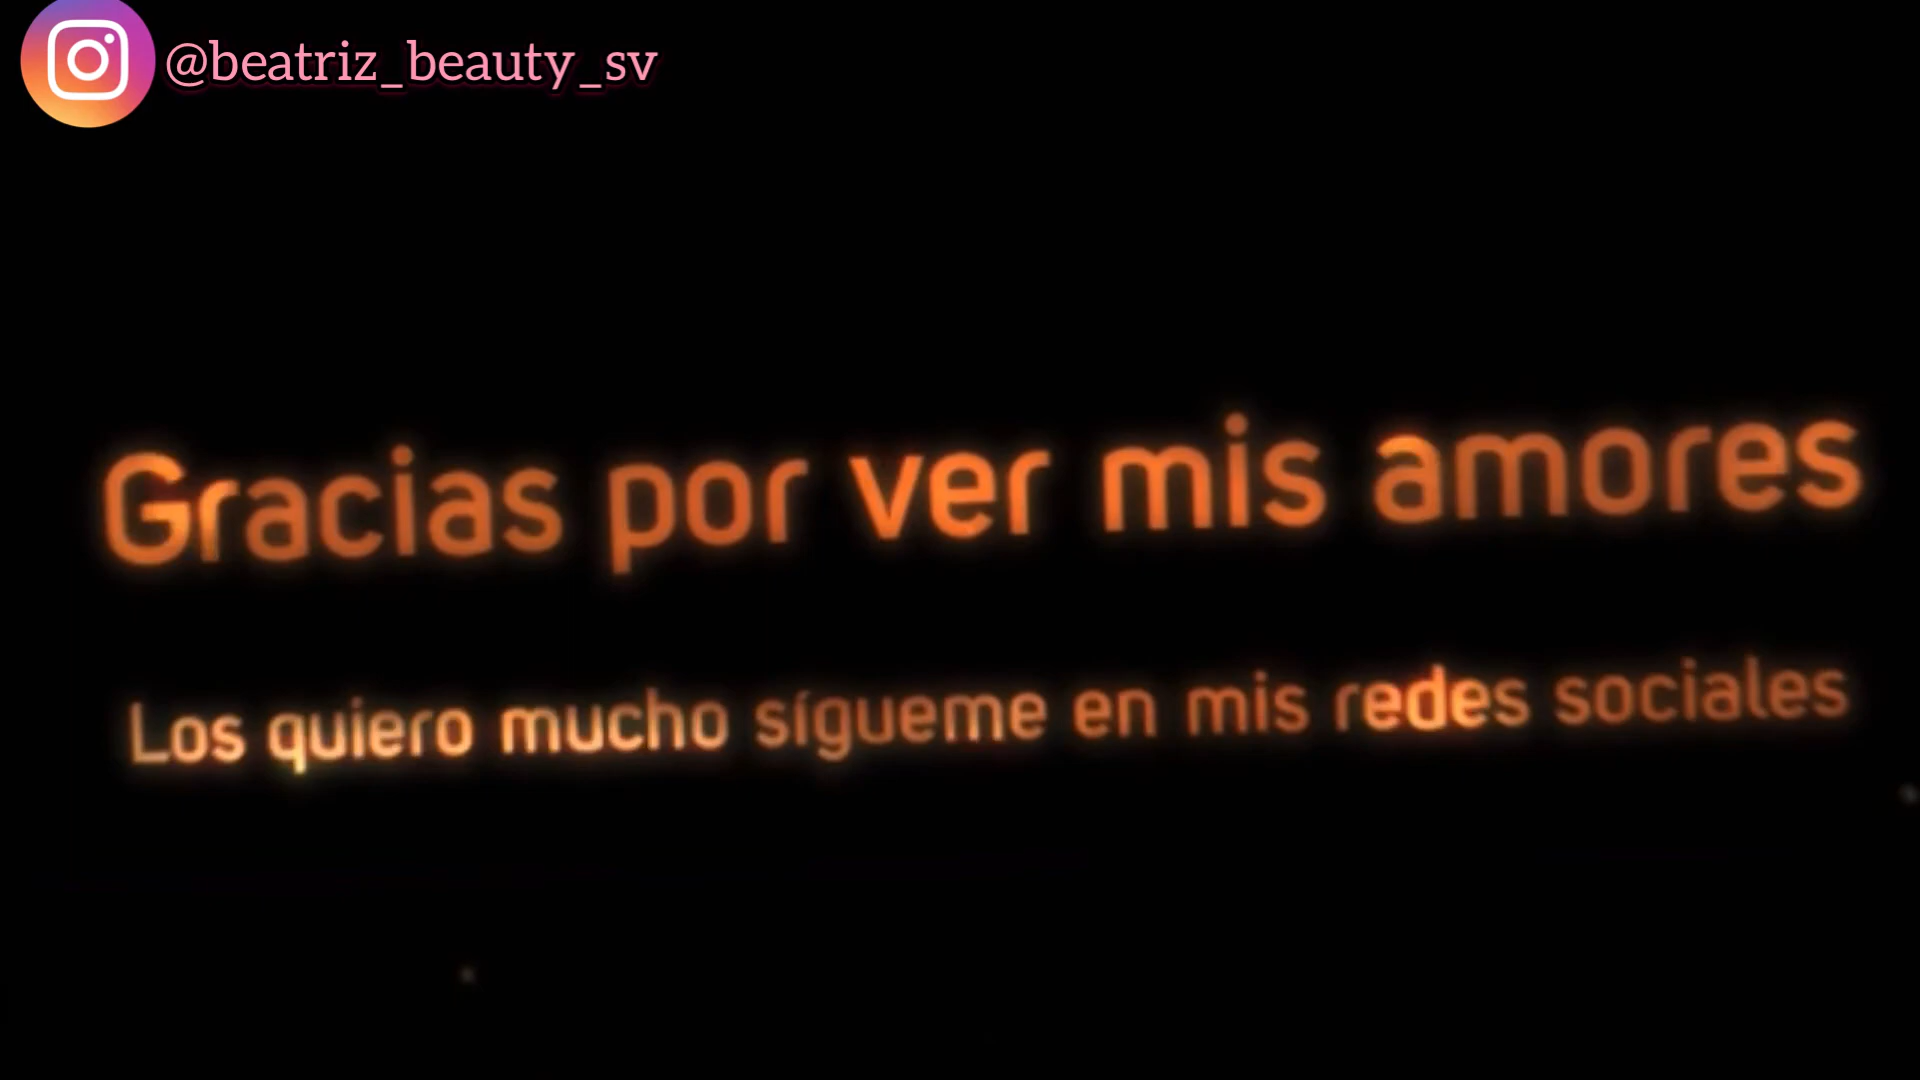 @beatriz_beauty_sv
Gracias por ver mis amores
Los quiero mucho sígueme en mis redes sociales